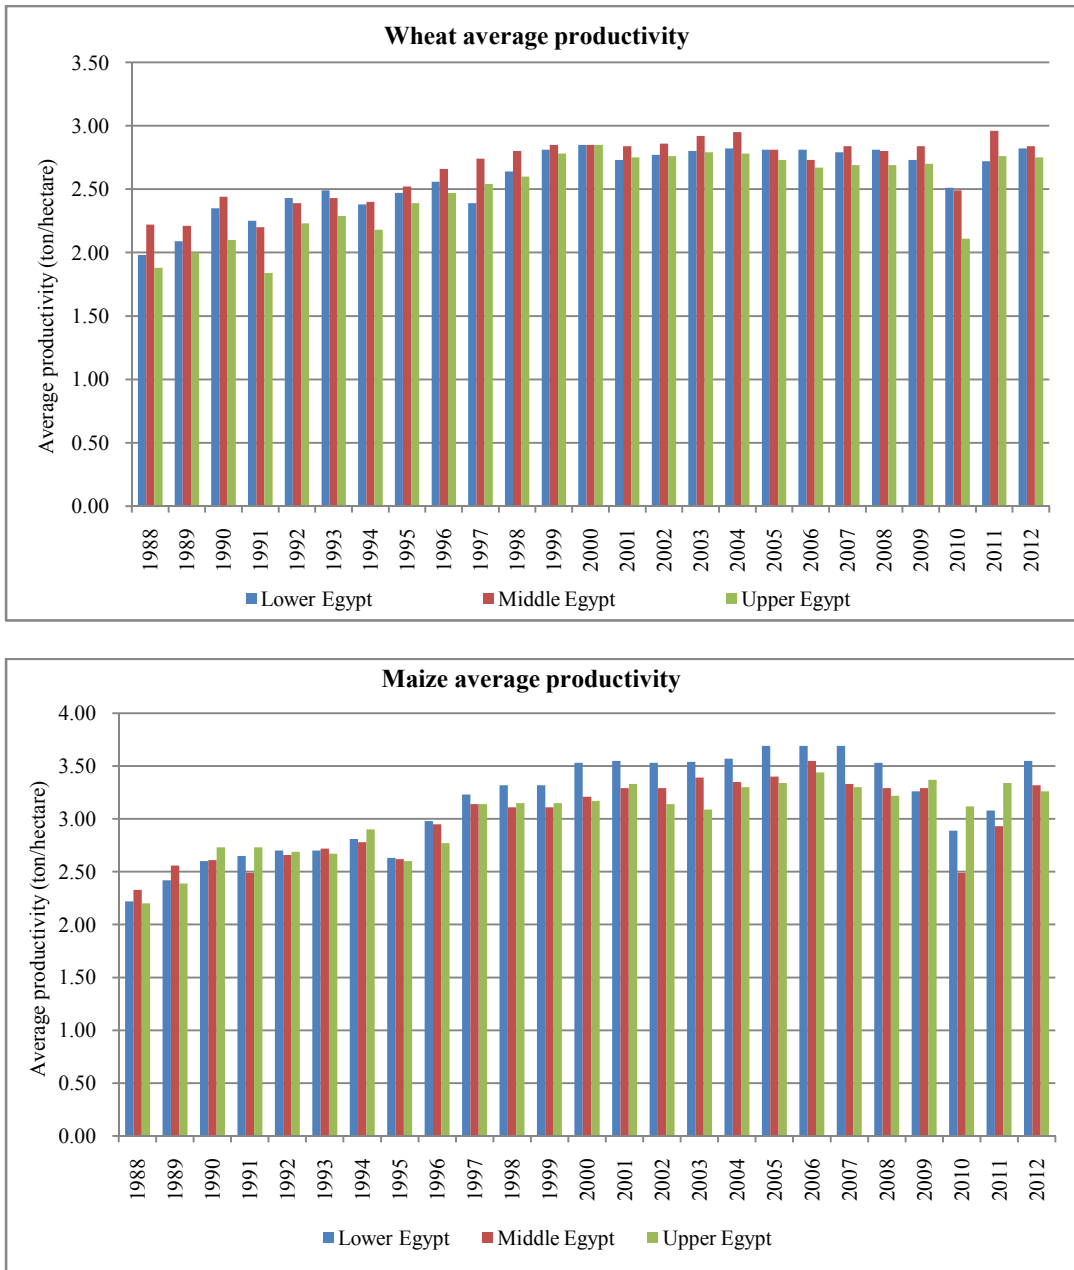 Wheat average productivity
Average productivity (ton/hectare)
3.50
3.00
2.50
2.00
1.50
1.00
0.50
0.00
1988 1989 1990 1991 1992 1993 1994 1995 1996 1997 1998 1999 2000 2001 2002 2003 2004 2005 2006 2007 2008 2009 2010 2011 2012
Lower Egypt Middle Egypt Upper Egypt
Maize average productivity
Average productivity (ton/hectare)
4.00
3.50
3.00
2.50
2.00
1.50
1.00
0.50
0.00
1988 1989 1990 1991 1992 1993 1994 1995 1996 1997 1998 1999 2000 2001 2002 2003 2004 2005 2006 2007 2008 2009 2010 2011 2012
Lower Egypt Middle Egypt Upper Egypt